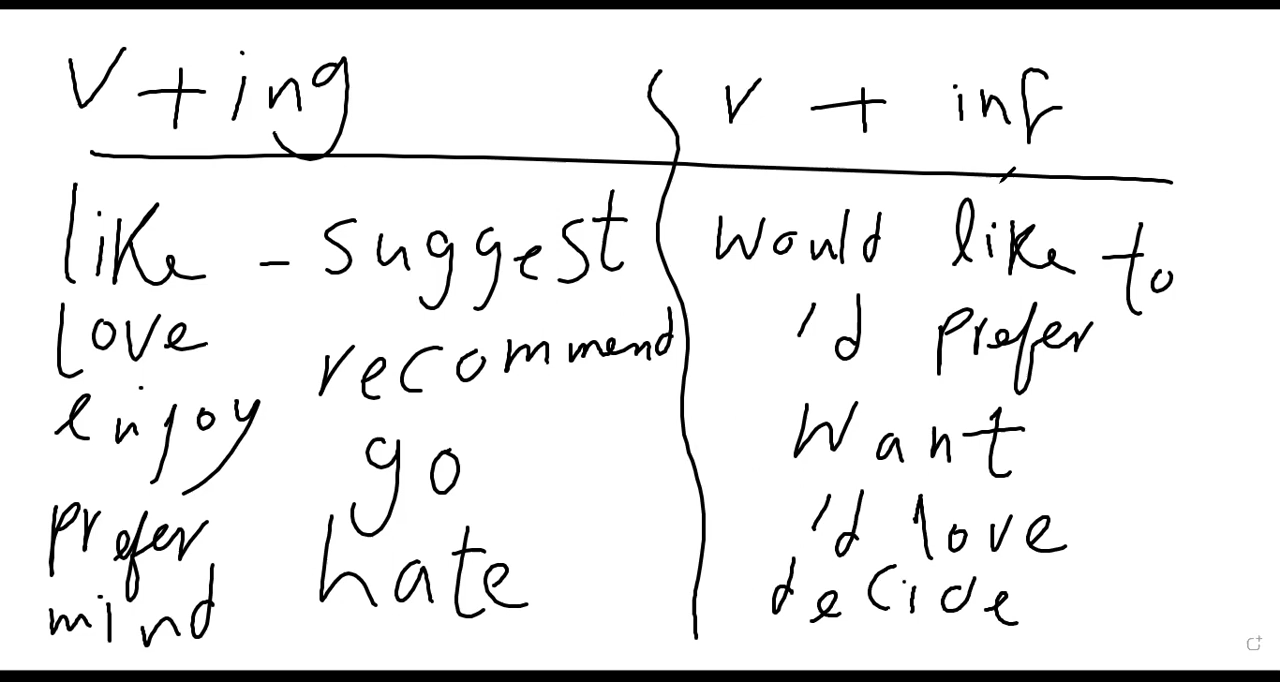 V + ing
V + inf
like - suggest
love recommend
enjoy go
prefer hate
mind
would like to
'd prefer
want
'd love
decide